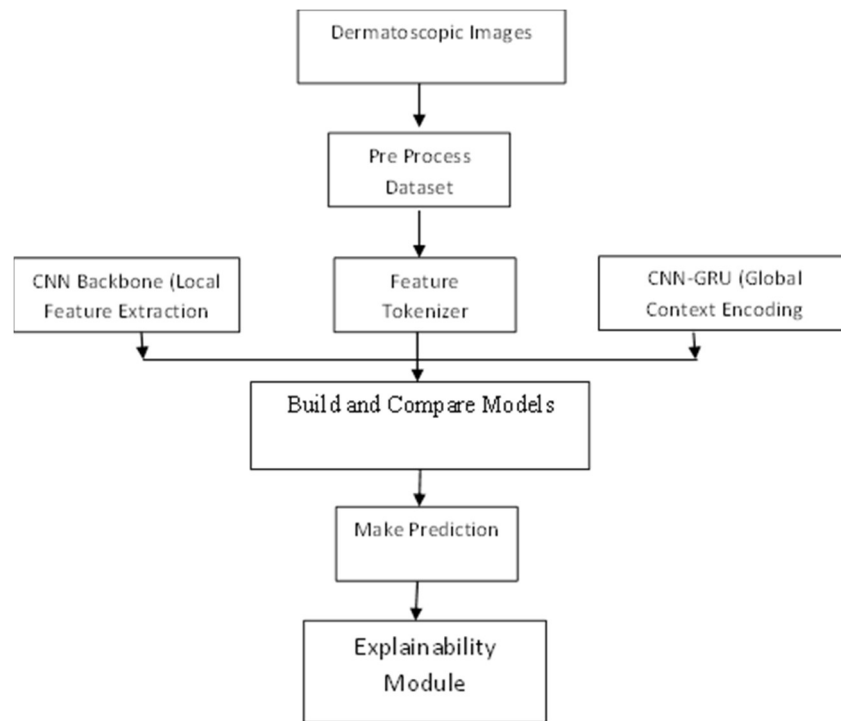 Dermatoscopic Images
Pre Process
Dataset
CNN Backbone (Local
Feature Extraction
Feature
Tokenizer
CNN-GRU (Global
Context Encoding
Build and Compare Models
Make Prediction
Explainability
Module